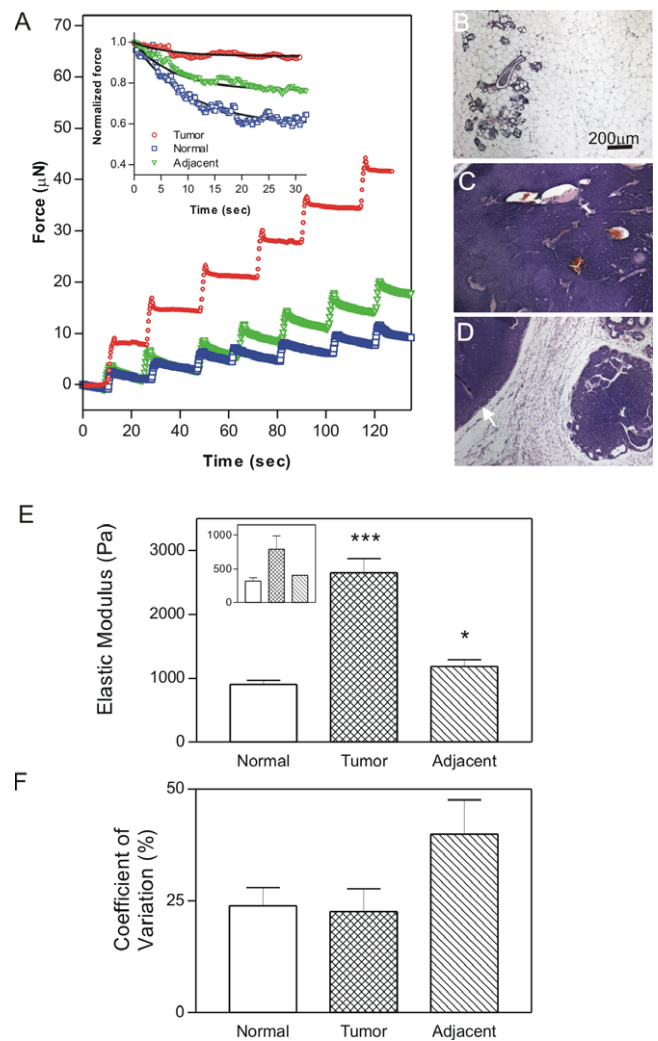 A
70
60
50
40
30
20
10
0
Force (μN)
0 20 40 60 80 100 120
Time (sec)
1.0
0.8
0.6
0.4
Normalized force
0 5 10 15 20 25 30
Time (sec)
Tumor
Normal
Adjacent
B
200μm
C
D
E
Elastic Modulus (Pa)
3000
2000
1000
0
1000
500
0
***
*
Normal Tumor Adjacent
F
Coefficient of
Variation (%)
50
25
0
Normal Tumor Adjacent